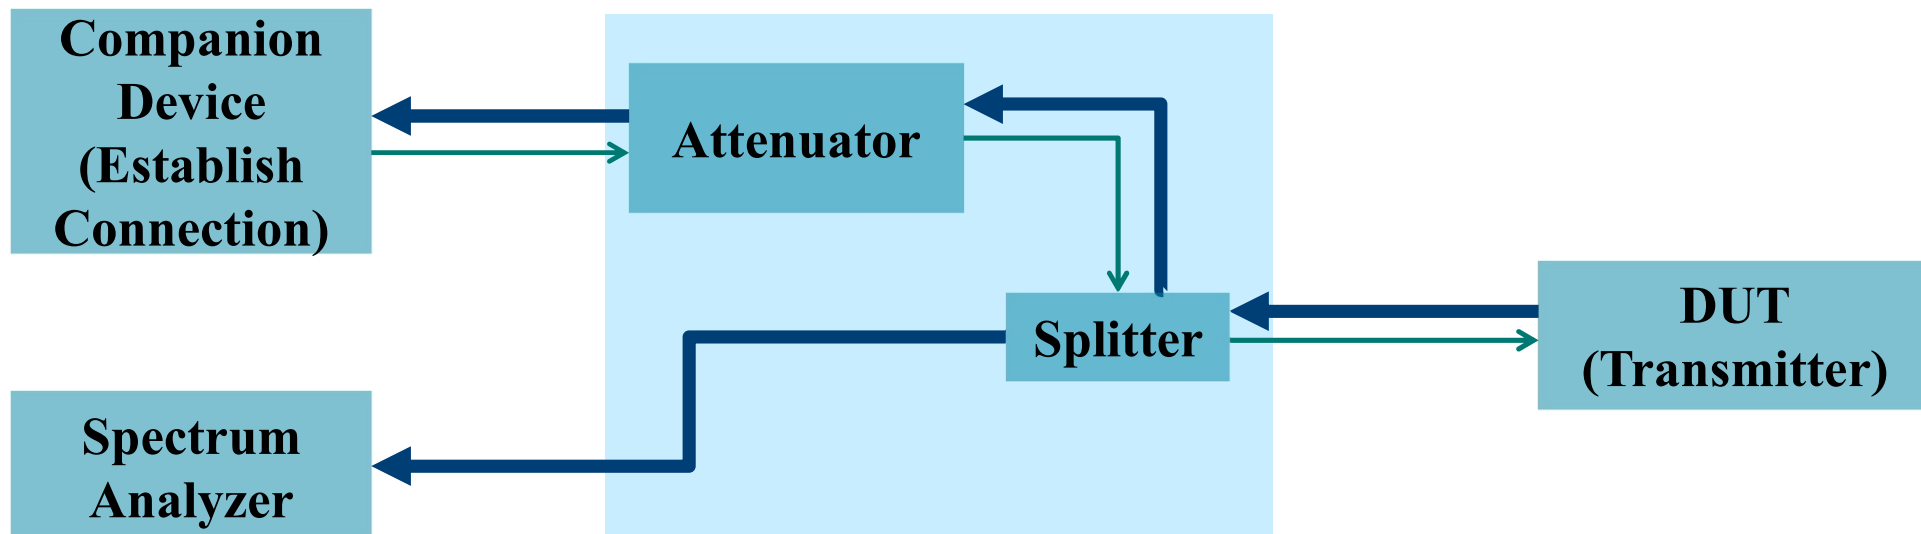 Companion
Device
(Establish
Connection)
Attenuator
Splitter
DUT
(Transmitter)
Spectrum
Analyzer